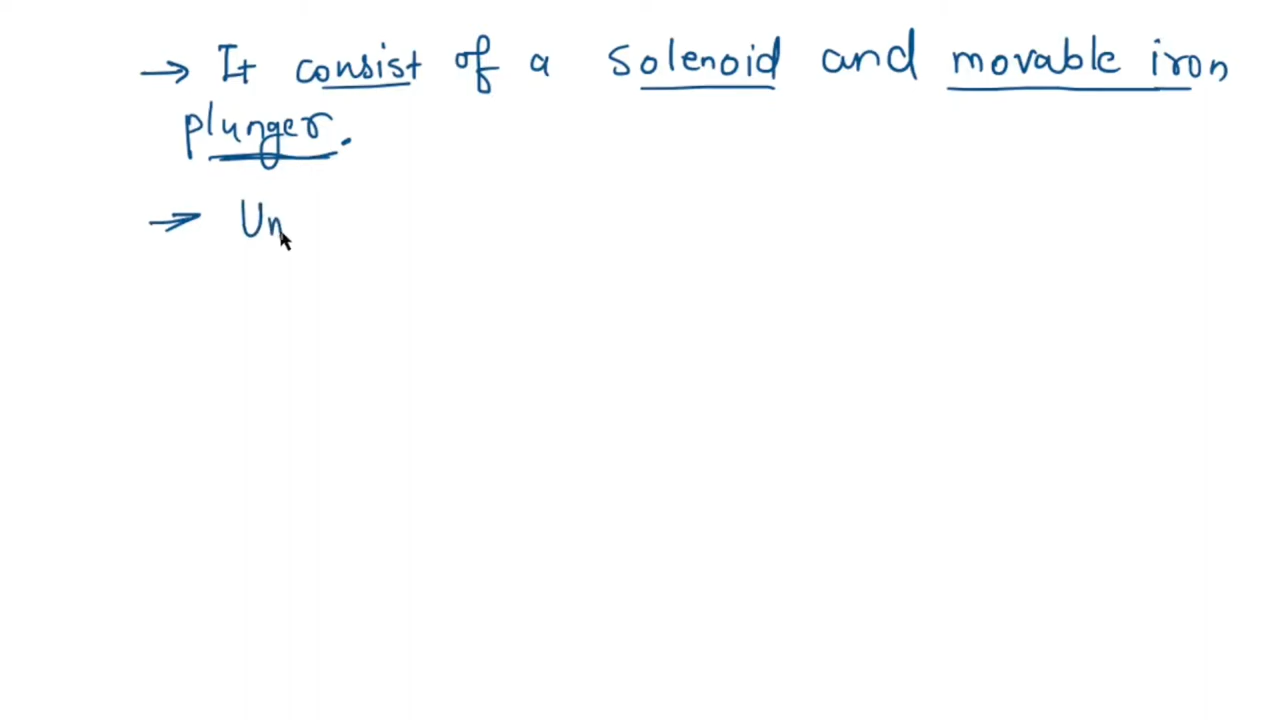 → It consist of a solenoid and movable iron
plunger.
→ Un